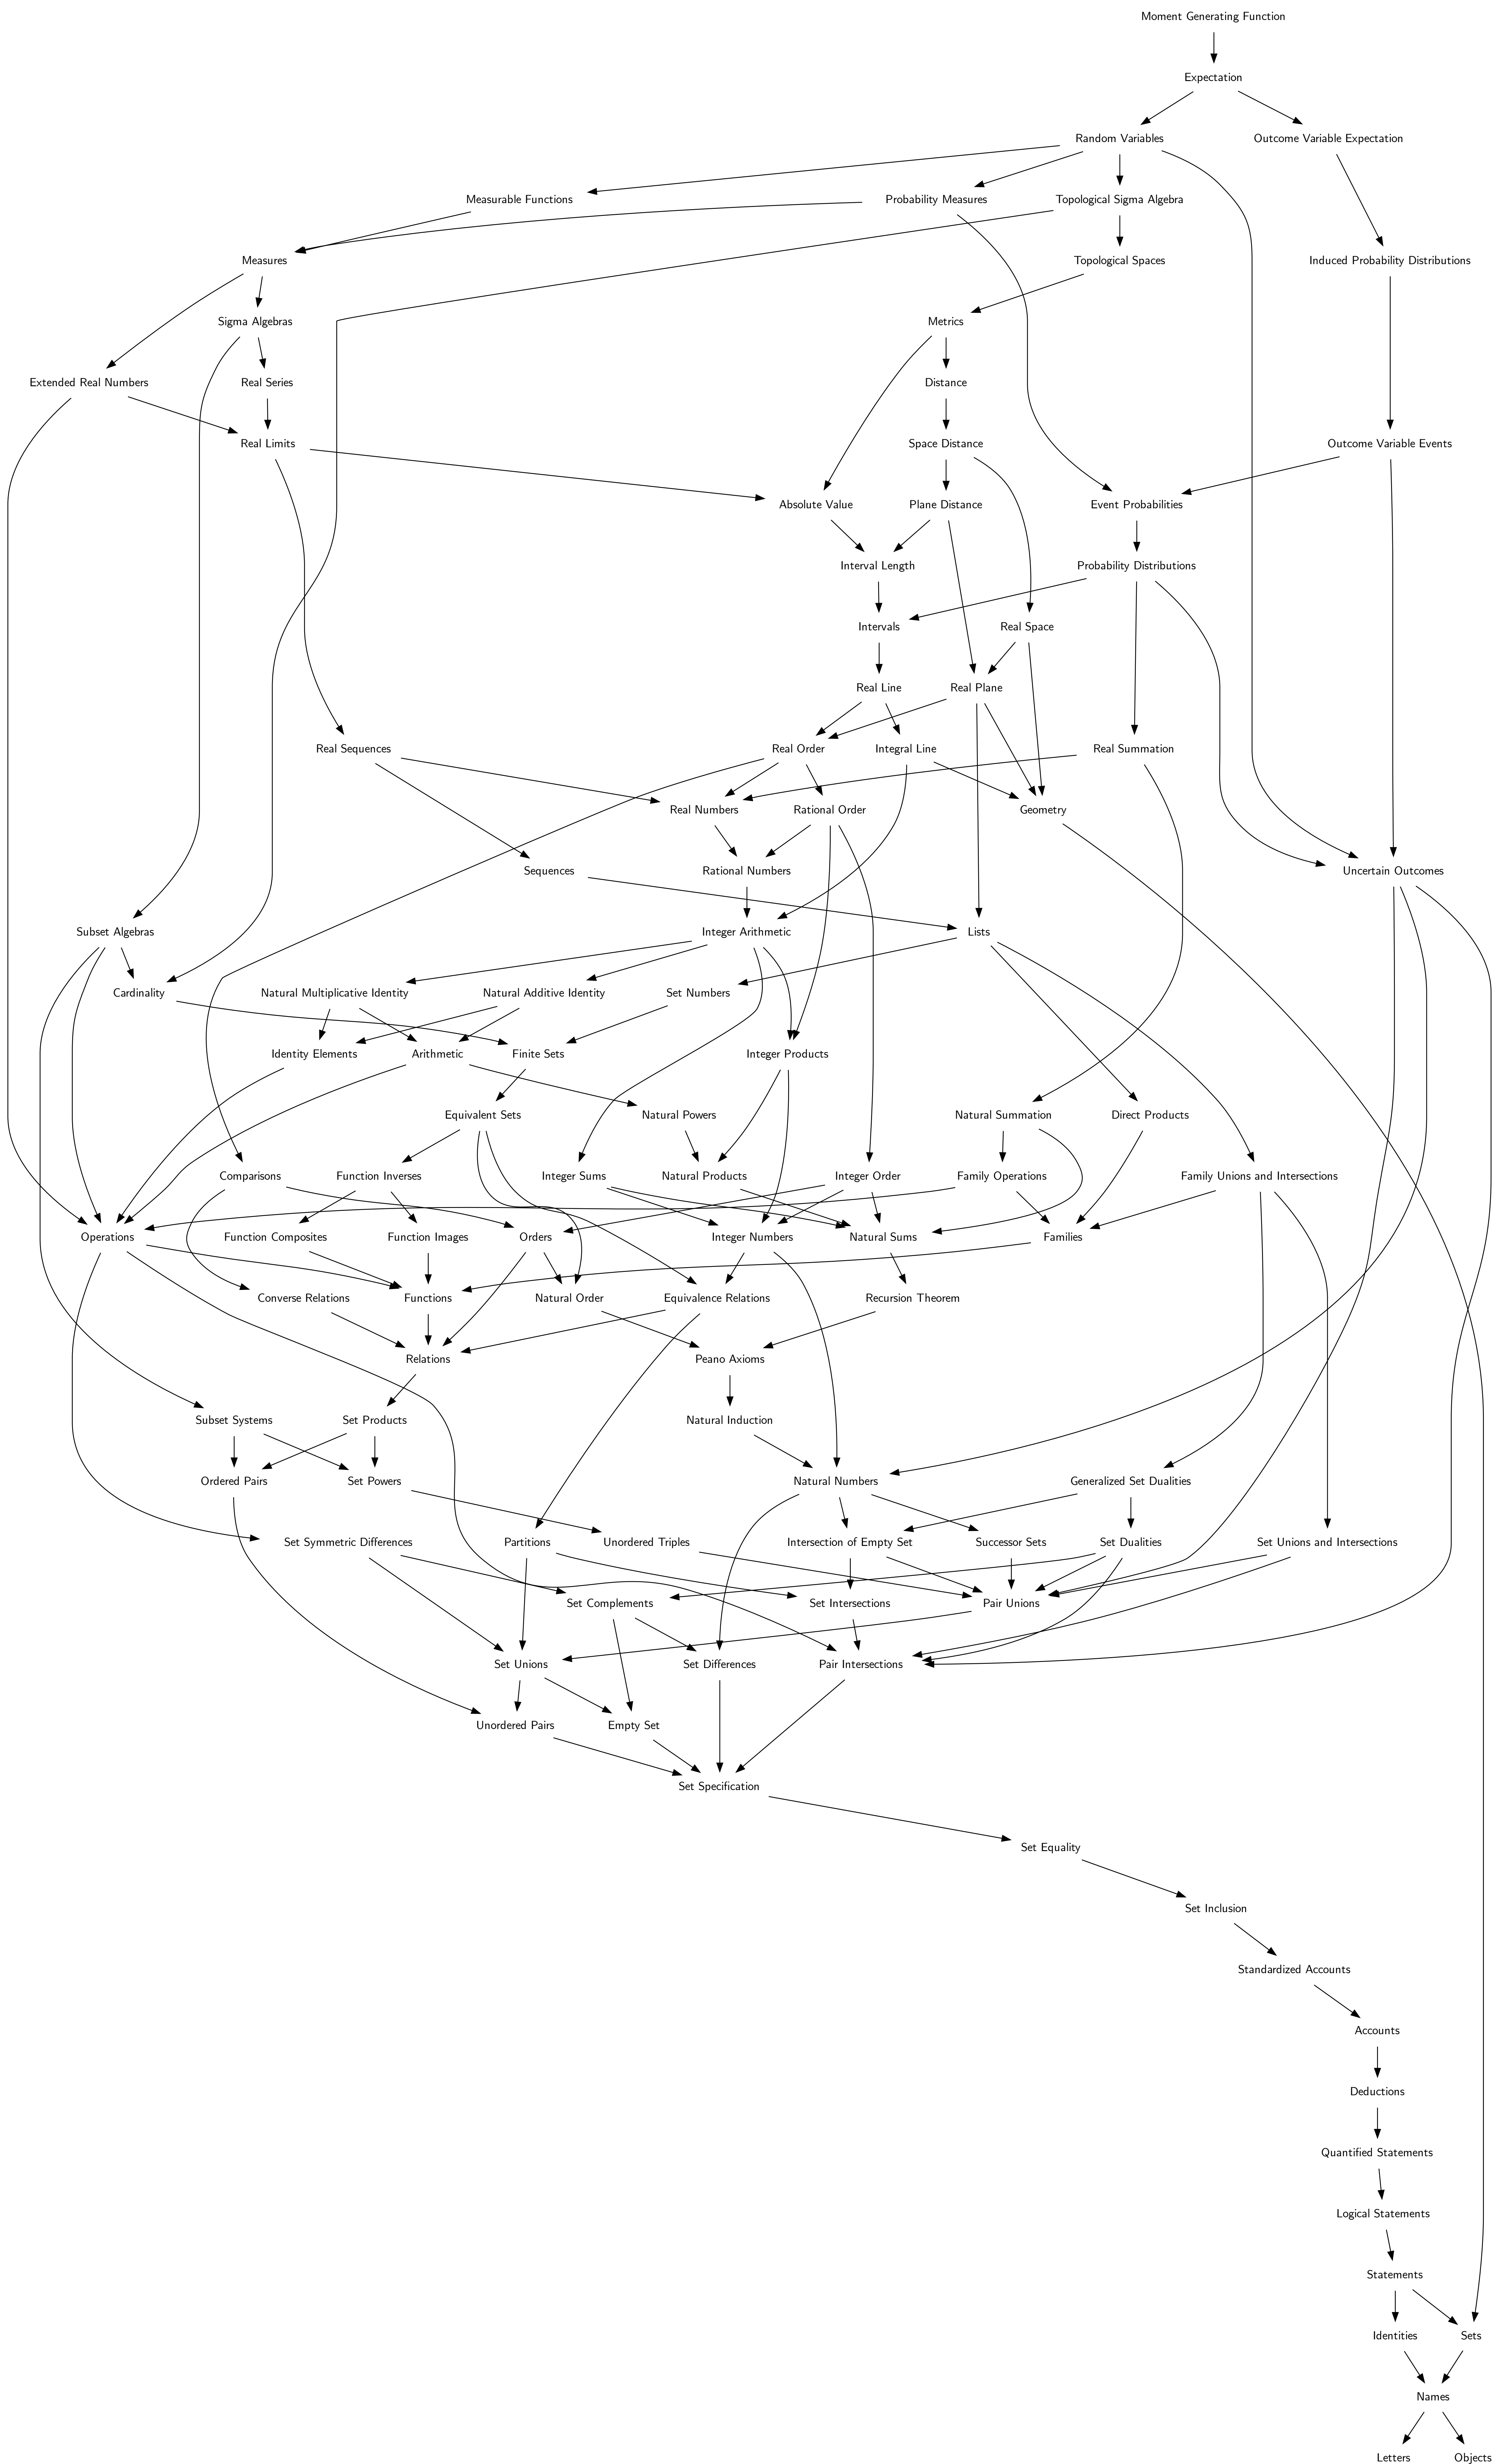 Moment Generating Function
Expectation
Random Variables
Outcome Variable Expectation
Measurable Functions
Probability Measures
Topological Sigma Algebra
Measures
Topological Spaces
Induced Probability Distributions
Sigma Algebras
Metrics
Extended Real Numbers
Real Series
Distance
Real Limits
Space Distance
Outcome Variable Events
Absolute Value
Plane Distance
Event Probabilities
Interval Length
Probability Distributions
Intervals
Real Space
Real Line
Real Plane
Real Sequences
Real Order
Integral Line
Real Summation
Real Numbers
Rational Order
Geometry
Sequences
Rational Numbers
Uncertain Outcomes
Subset Algebras
Integer Arithmetic
Lists
Cardinality
Natural Multiplicative Identity
Natural Additive Identity
Set Numbers
Identity Elements
Arithmetic
Finite Sets
Integer Products
Equivalent Sets
Natural Powers
Natural Summation
Direct Products
Comparisons
Function Inverses
Integer Sums
Natural Products
Integer Order
Family Operations
Family Unions and Intersections
Operations
Function Composites
Function Images
Orders
Integer Numbers
Natural Sums
Families
Converse Relations
Functions
Natural Order
Equivalence Relations
Recursion Theorem
Relations
Peano Axioms
Subset Systems
Set Products
Natural Induction
Ordered Pairs
Set Powers
Natural Numbers
Generalized Set Dualities
Set Symmetric Differences
Partitions
Unordered Triples
Intersection of Empty Set
Successor Sets
Set Dualities
Set Unions and Intersections
Set Complements
Set Intersections
Pair Unions
Set Unions
Set Differences
Pair Intersections
Unordered Pairs
Empty Set
Set Specification
Set Equality
Set Inclusion
Standardized Accounts
Accounts
Deductions
Quantified Statements
Logical Statements
Statements
Identities
Sets
Names
Letters
Objects